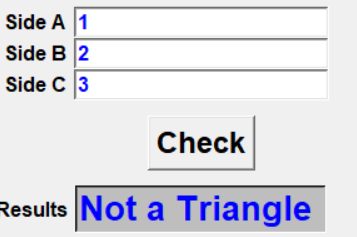 Side A 1
Side B 2
Side C 3
Check
Results Not a Triangle